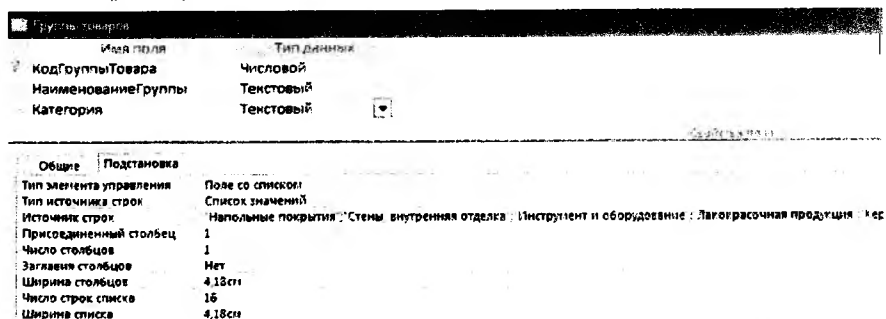 Группы товаров
Имя поля Тип данных
КодГруппыТовара Числовой
НаименованиеГруппы Текстовый
Категория Текстовый
Общие Подстановка
Тип элемента управления Поле со списком
Тип источника строк Список значений
Источник строк "Напольные покрытия";"Стены, внутренняя отделка";"Инструмент и оборудование";"Лакокрасочная продукция";"Кер
Присоединенный столбец 1
Число столбцов 1
Заглавия столбцов Нет
Ширина столбцов 4,18см
Число строк списка 16
Ширина списка 4,18см